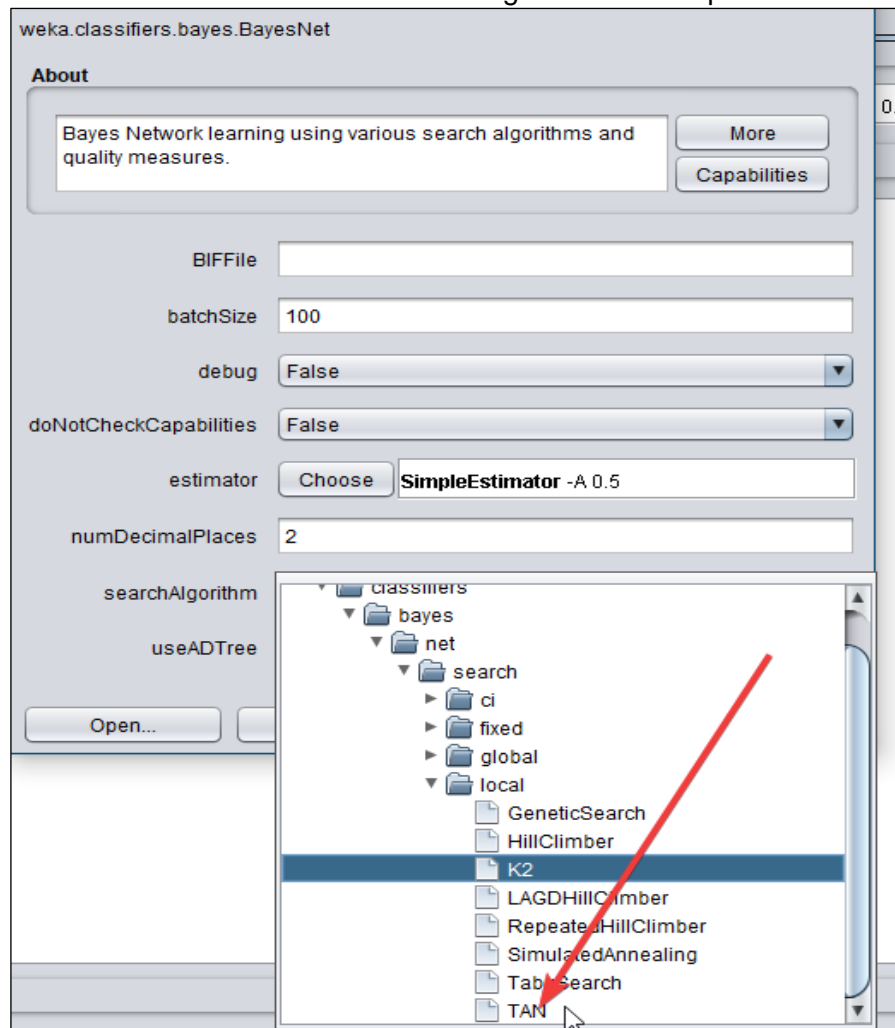 weka.classifiers.bayes.BayesNet
About
Bayes Network learning using various search algorithms and
quality measures.
More
Capabilities
BIFFile
batchSize 100
debug False
doNotCheckCapabilities False
estimator Choose SimpleEstimator -A 0.5
numDecimalPlaces 2
searchAlgorithm
useADTree
Open...
classifiers
bayes
net
search
ci
fixed
global
local
GeneticSearch
HillClimber
K2
LAGDHillClimber
RepeatedHillClimber
SimulatedAnnealing
TabuSearch
TAN